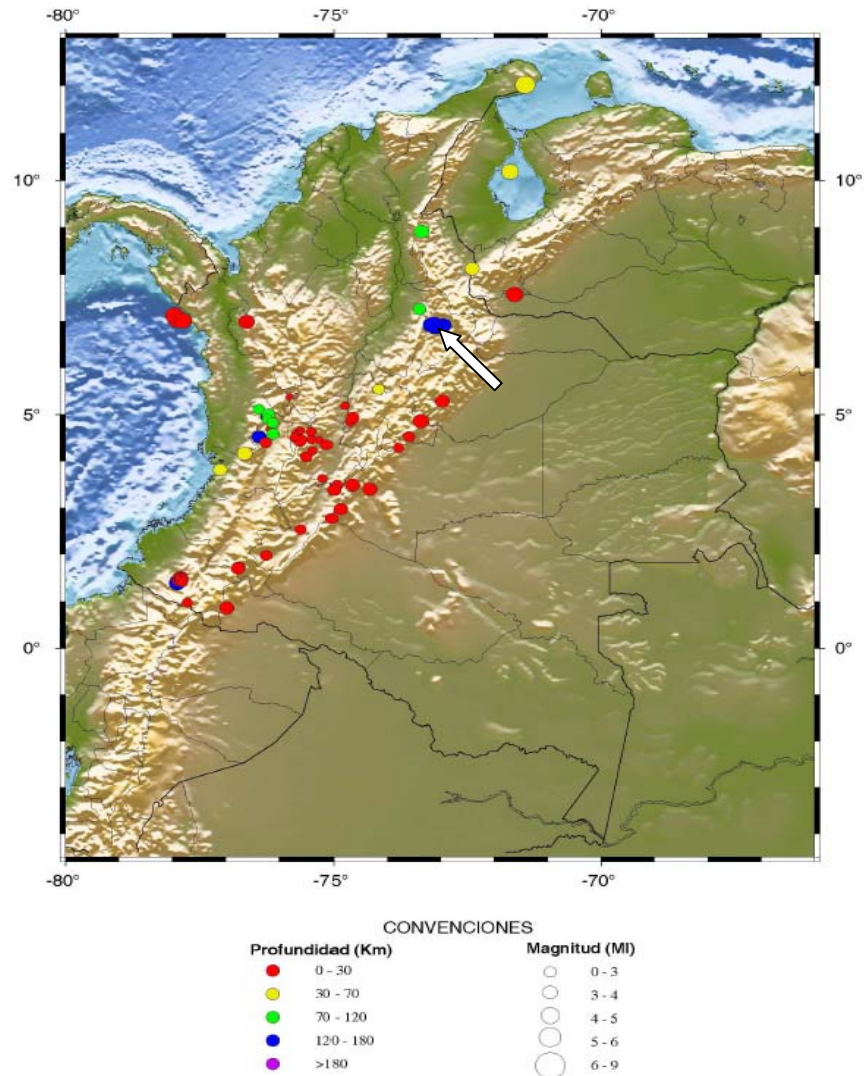 -80° -75° -70°
10° 10°
5° 5°
0° 0°
-80° -75° -70°
CONVENCIONES
Profundidad (Km) Magnitud (Ml)
0 - 30 0 - 3
30 - 70 3 - 4
70 - 120 4 - 5
120 - 180 5 - 6
>180 6 - 9